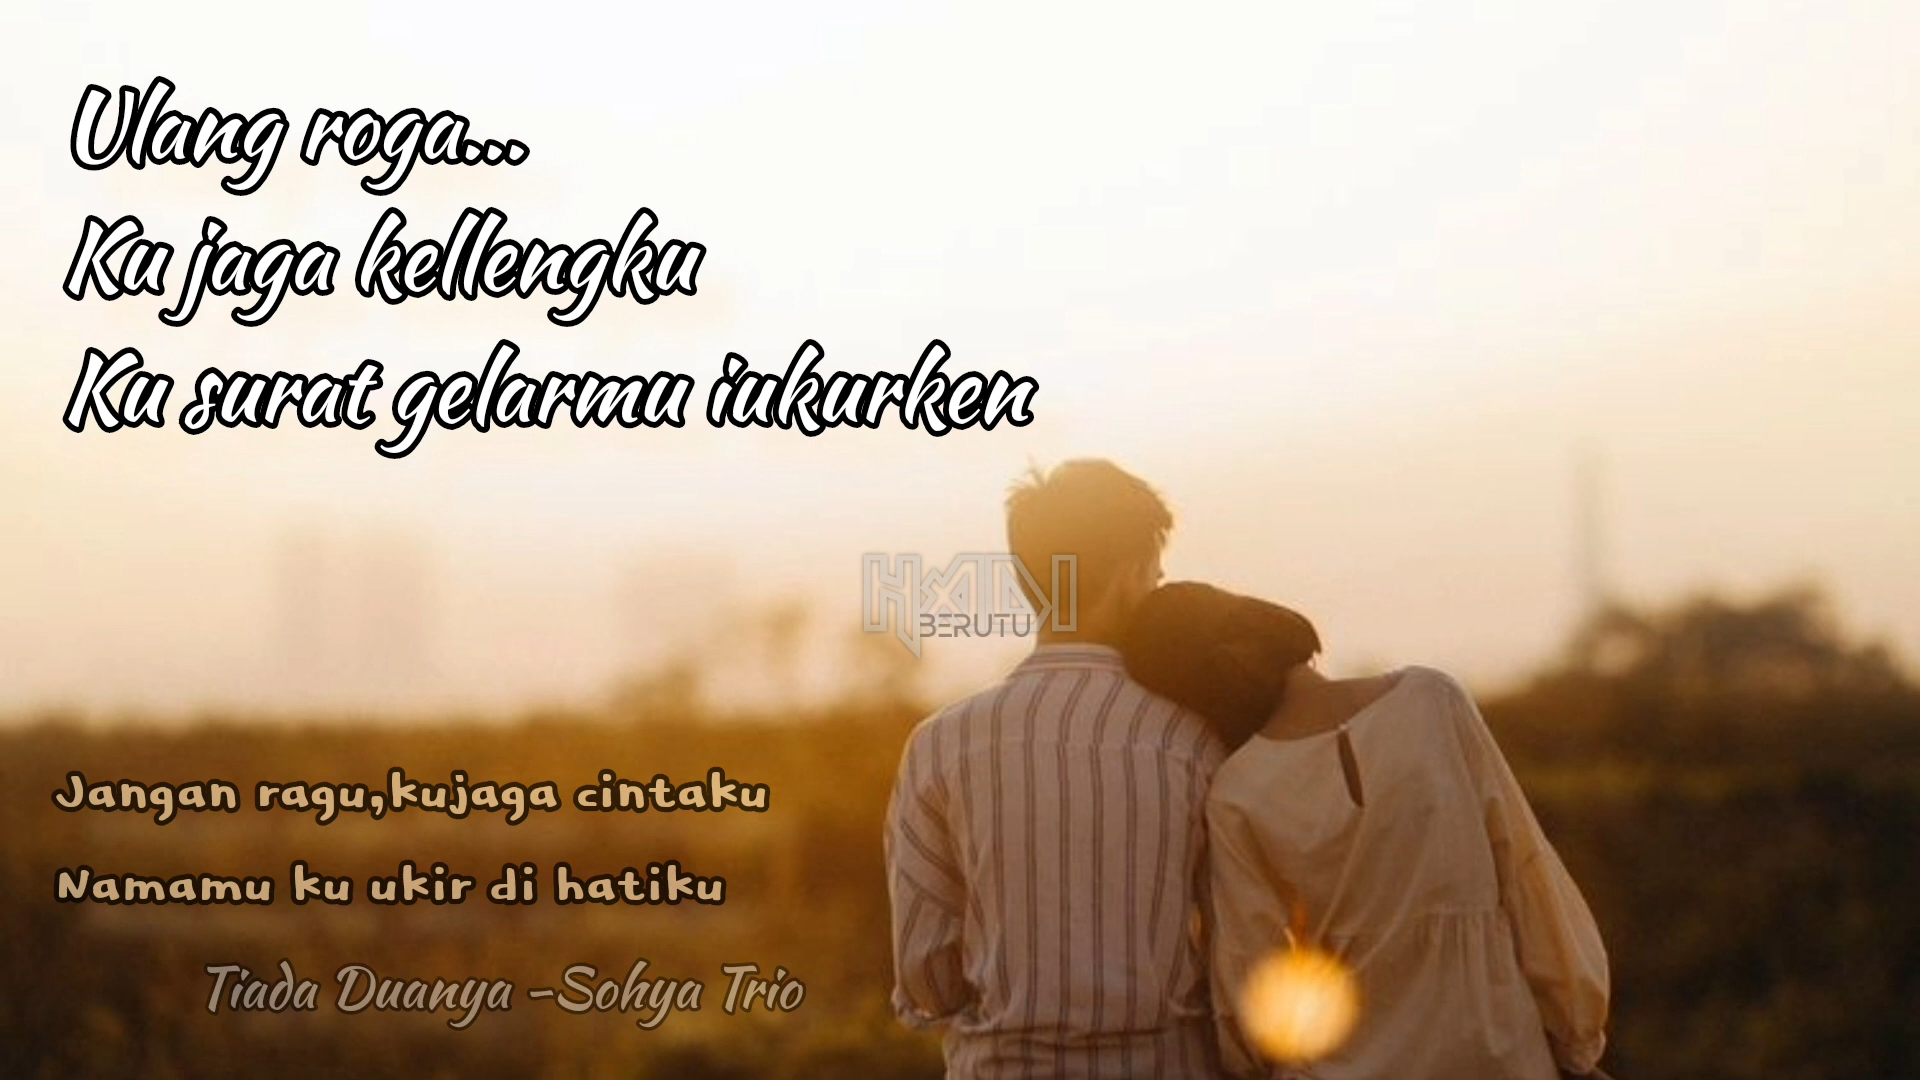 Ulang roga...
Ku jaga kellengku
Ku surat gelarmu iukurken
HADI
BERUTU
Jangan ragu,kujaga cintaku
Namamu ku ukir di hatiku
Tiada Duanya -Sohya Trio